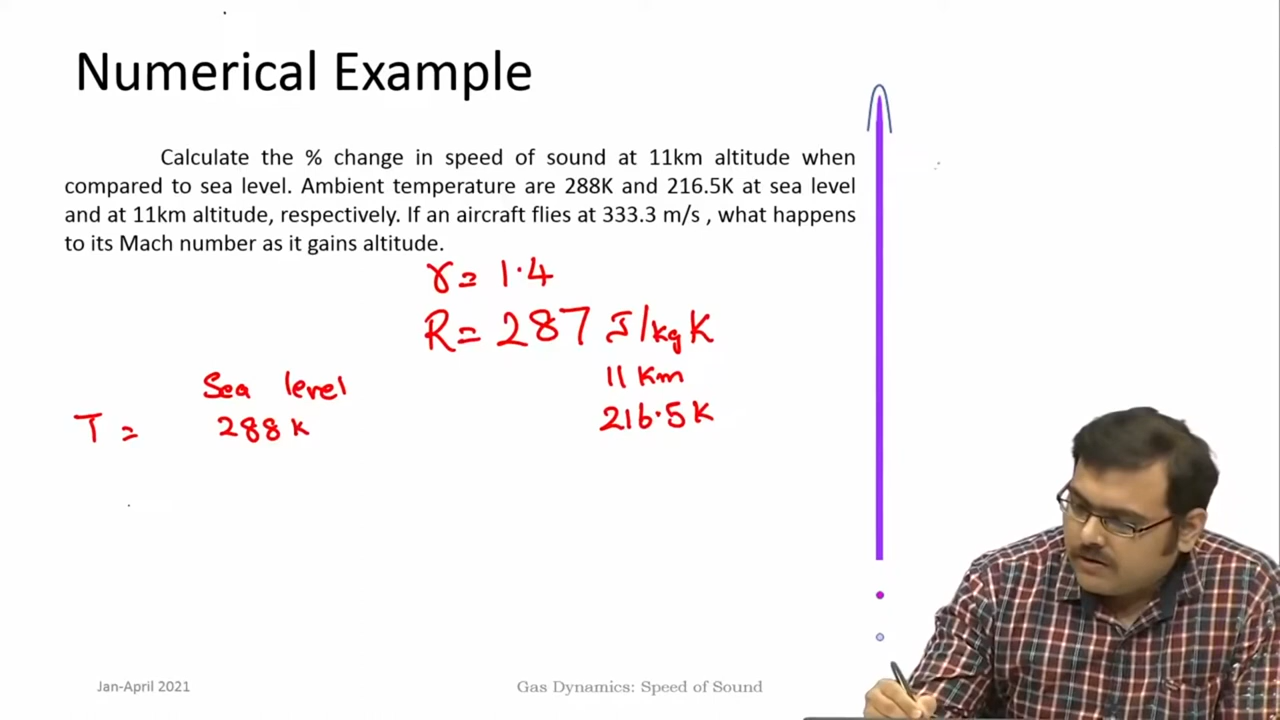 Numerical Example
Calculate the % change in speed of sound at 11km altitude when
compared to sea level. Ambient temperature are 288K and 216.5K at sea level
and at 11km altitude, respectively. If an aircraft flies at 333.3 m/s , what happens
to its Mach number as it gains altitude.
γ = 1.4
R = 287 J/kg K
Sea level 11 Km
T = 288 K 216.5 K
Jan-April 2021 Gas Dynamics: Speed of Sound